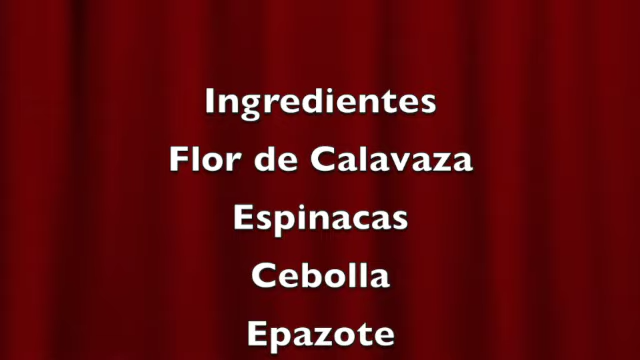 Ingredientes
Flor de Calavaza
Espinacas
Cebolla
Epazote